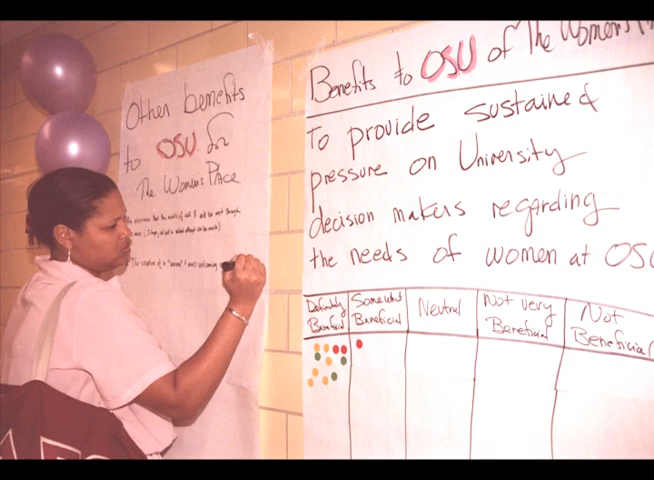 Other benefits
to OSU for
The Women's Place
Benefits to OSU of The Women's
To provide sustained
pressure on University
decision makers regarding
the needs of women at OSU
Definitely Beneficial
Somewhat Beneficial
Neutral
Not very Beneficial
Not Beneficial